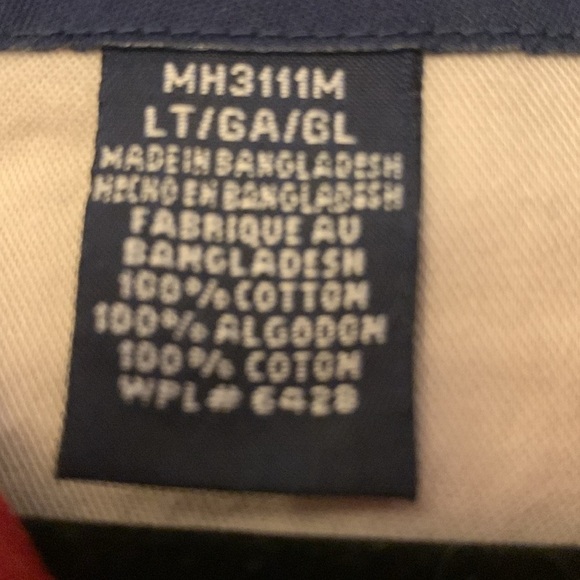 MH3111M
LT/GA/GL
MADE IN BANGLADESH
HECHO EN BANGLADESH
FABRIQUE AU
BANGLADESH
100% COTTON
100% ALGODON
100% COTON
WPL# 6428